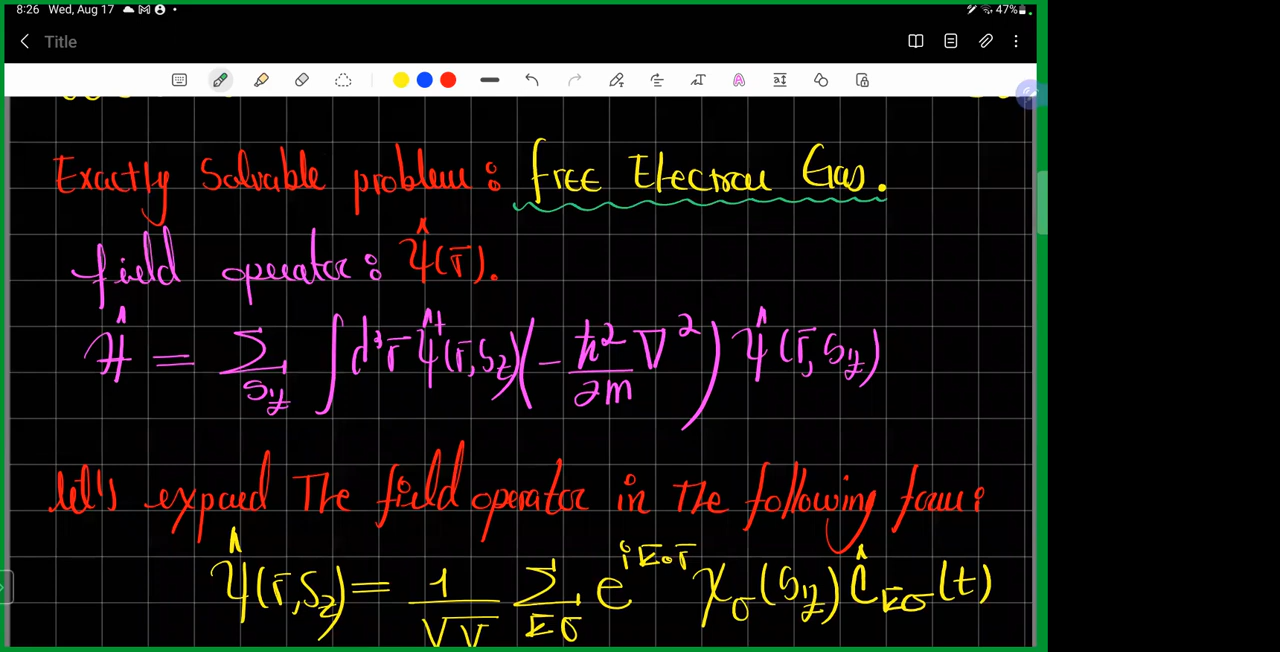 8:26 Wed, Aug 17
47%
Title
Exactly Solvable problem: Free Electron Gas.
field operator: Ψ̂(r̄).
Ĥ = Σ_{S_z} ∫ d³r̄ Ψ̂†(r̄, S_z) (− ħ²/2m ∇²) Ψ̂(r̄, S_z)
Let's expand The field operator in The following form:
Ψ̂(r̄, S_z) = 1/√V Σ_{k̄σ} e^{i k̄·r̄} χ_σ(S_z) Ĉ_{k̄σ}(t)